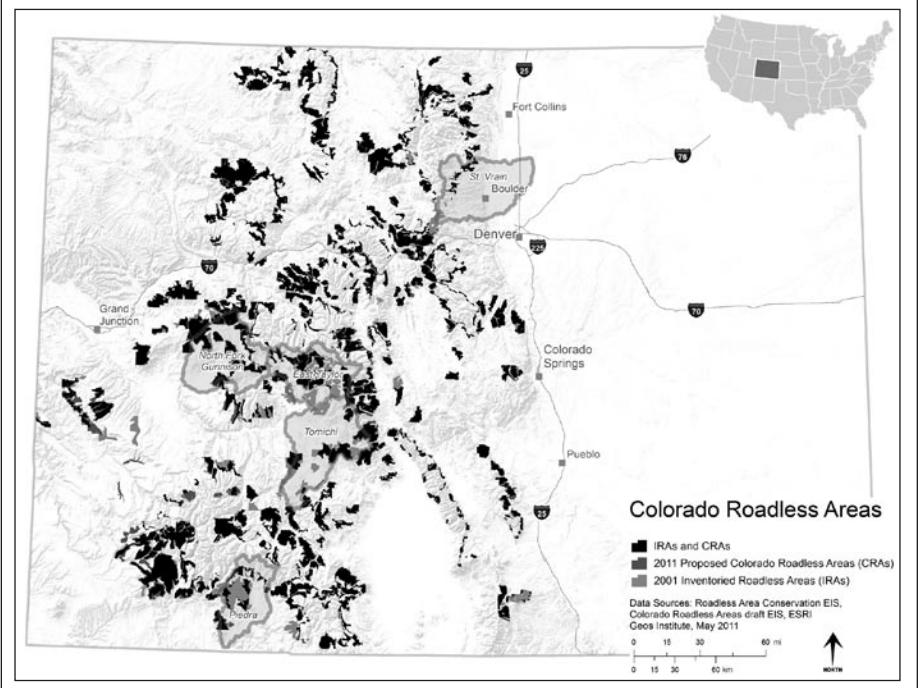 25
Fort Collins
76
St. Vrain
Boulder
Denver
225
70
Grand
Junction
70
North Fork
Gunnison
East-Taylor
Colorado
Springs
Tomichi
Pueblo
25
Piedra
Colorado Roadless Areas
IRAs and CRAs
2011 Proposed Colorado Roadless Areas (CRAs)
2001 Inventoried Roadless Areas (IRAs)
Data Sources: Roadless Area Conservation EIS,
Colorado Roadless Areas draft EIS, ESRI
Geos Institute, May 2011
0 15 30 60 mi
0 15 30 60 km
NORTH